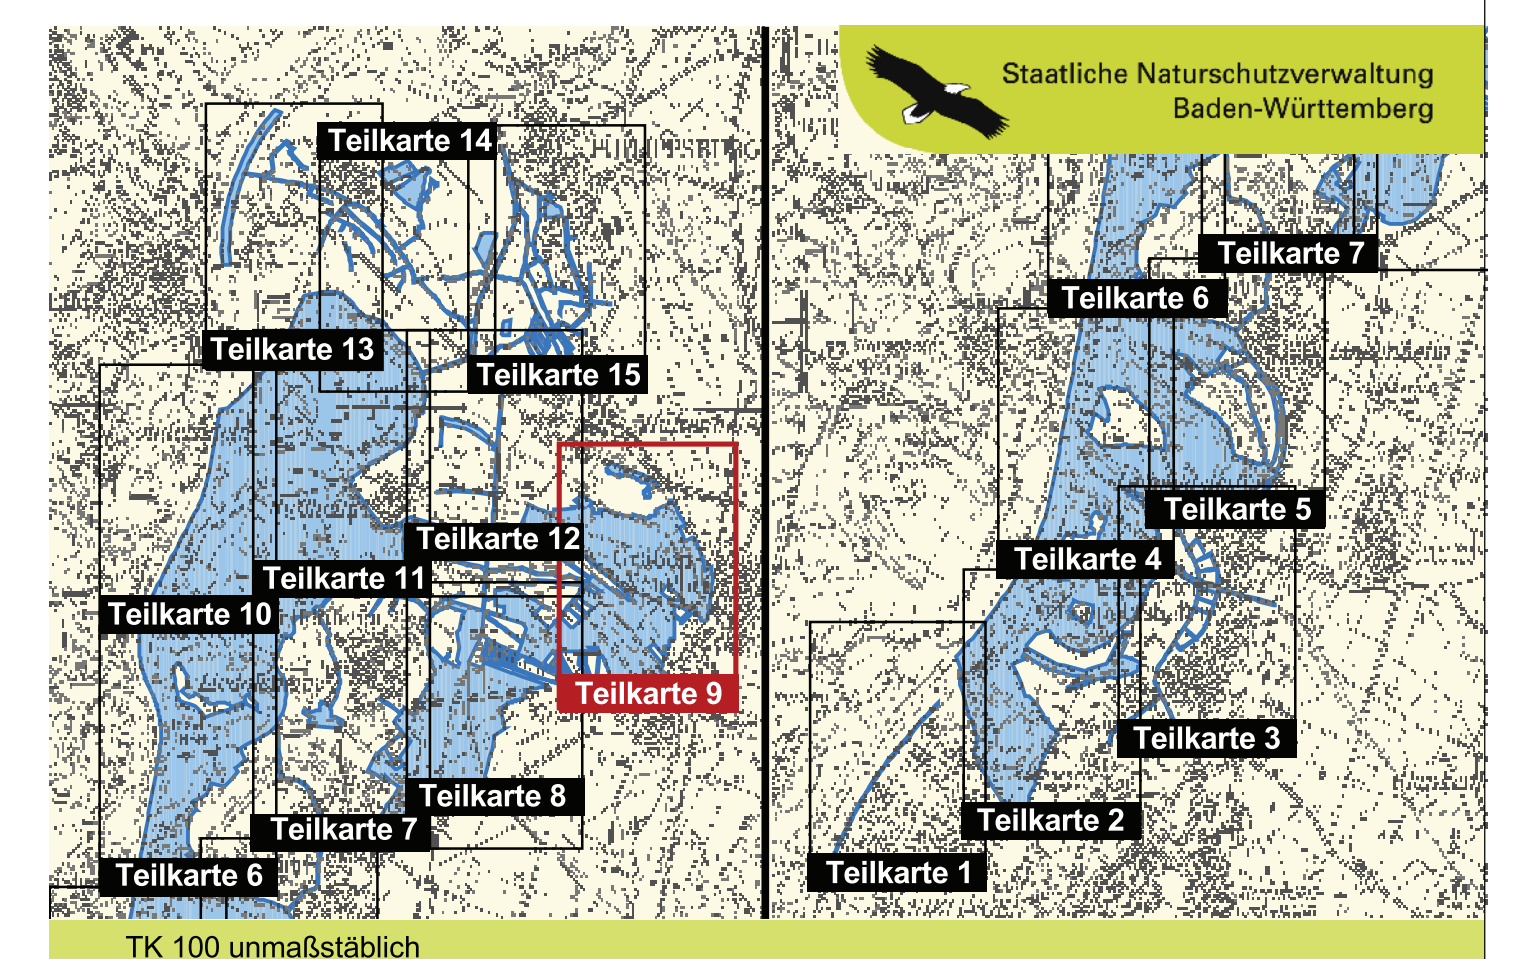 Staatliche Naturschutzverwaltung
Baden-Württemberg
Teilkarte 14
Teilkarte 13
Teilkarte 15
Teilkarte 12
Teilkarte 11
Teilkarte 10
Teilkarte 9
Teilkarte 8
Teilkarte 7
Teilkarte 6
Teilkarte 7
Teilkarte 6
Teilkarte 5
Teilkarte 4
Teilkarte 3
Teilkarte 2
Teilkarte 1
TK 100 unmaßstäblich